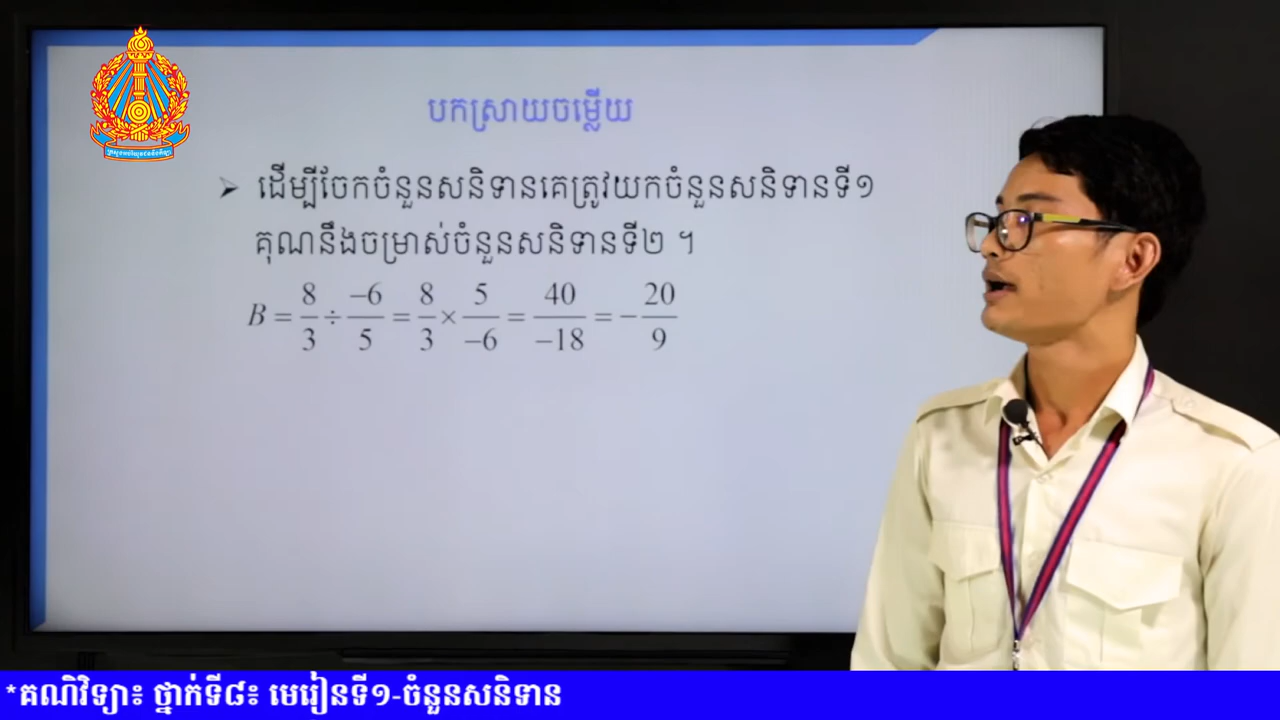 បកស្រាយចម្លើយ
➢ ដើម្បីចែកចំនួនសនិទានគេត្រូវយកចំនួនសនិទានទី១
គុណនឹងចម្រាស់ចំនួនសនិទានទី២ ។
B = 8/3 ÷ -6/5 = 8/3 × 5/-6 = 40/-18 = -20/9
*គណិវិទ្យា៖ ថ្នាក់ទី៨៖ មេរៀនទី១-ចំនួនសនិទាន